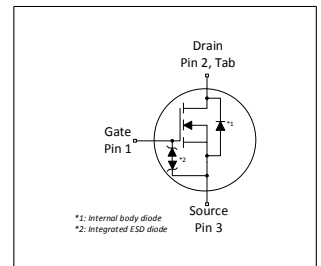 Drain
Pin 2, Tab
*1
Gate
Pin 1
*2
Source
Pin 3
*1: Internal body diode
*2: Integrated ESD diode